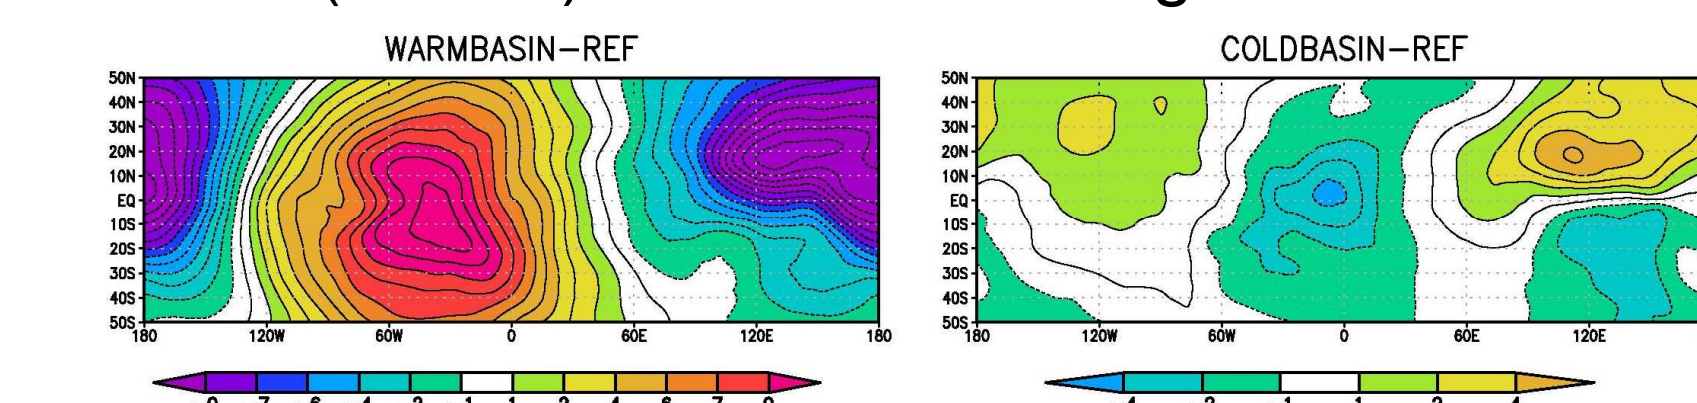 WARMBASIN-REF
COLDBASIN-REF
50N
40N
30N
20N
10N
EQ
10S
20S
30S
40S
50S
180 120W 60W 0 60E 120E 180
50N
40N
30N
20N
10N
EQ
10S
20S
30S
40S
50S
180 120W 60W 0 60E 120E